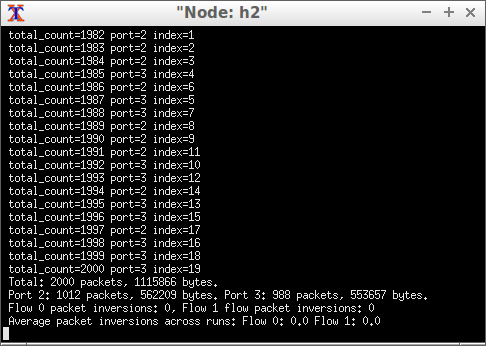 "Node: h2"
total_count=1982 port=2 index=1
total_count=1983 port=2 index=2
total_count=1984 port=2 index=3
total_count=1985 port=3 index=4
total_count=1986 port=2 index=6
total_count=1987 port=3 index=5
total_count=1988 port=3 index=7
total_count=1989 port=2 index=8
total_count=1990 port=2 index=9
total_count=1991 port=2 index=11
total_count=1992 port=3 index=10
total_count=1993 port=3 index=12
total_count=1994 port=2 index=14
total_count=1995 port=3 index=13
total_count=1996 port=3 index=15
total_count=1997 port=2 index=17
total_count=1998 port=3 index=16
total_count=1999 port=3 index=18
total_count=2000 port=3 index=19
Total: 2000 packets, 1115866 bytes.
Port 2: 1012 packets, 562209 bytes. Port 3: 988 packets, 553657 bytes.
Flow 0 packet inversions: 0, Flow 1 flow packet inversions: 0
Average packet inversions across runs: Flow 0: 0.0 Flow 1: 0.0